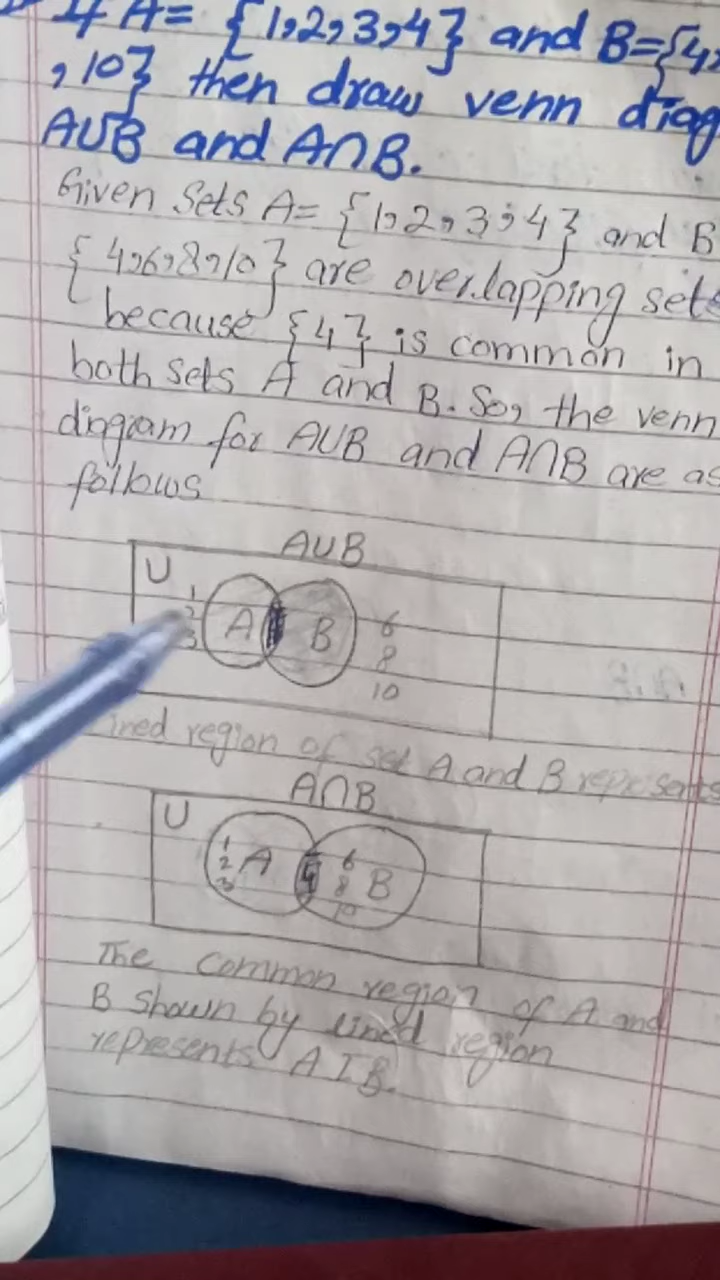 If A= {1,2,3,4} and B={4,
,10} then draw venn diag
AUB and A∩B.
Given sets A= {1,2,3,4} and B
{4,6,8,10} are overlapping sets
because {4} is common in
both sets A and B. So, the venn
diagram for AUB and A∩B are as
follows
AUB
U
1
2
3
A
B
6
8
10
ined region of set A and B represents
A∩B
U
1
2
3
A
4
6
8
10
B
The common region of A and
B shown by lined region
represents A I B.